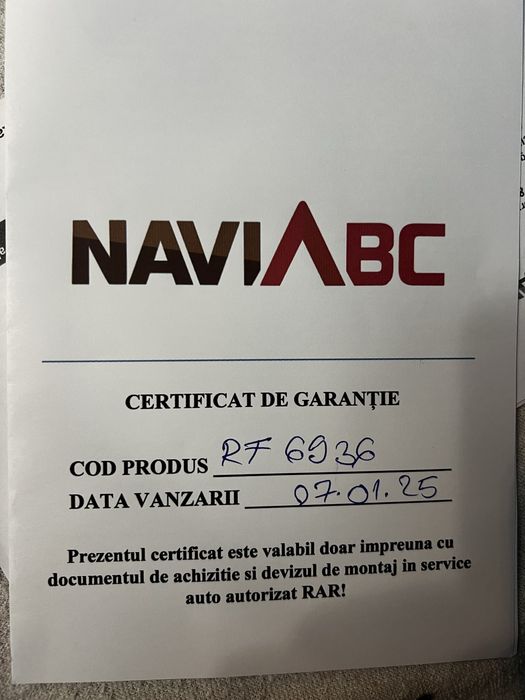 NAVIABC
CERTIFICAT DE GARANȚIE
COD PRODUS RF 6936
DATA VANZARII 07.01.25
Prezentul certificat este valabil doar impreuna cu
documentul de achizitie si devizul de montaj in service
auto autorizat RAR!